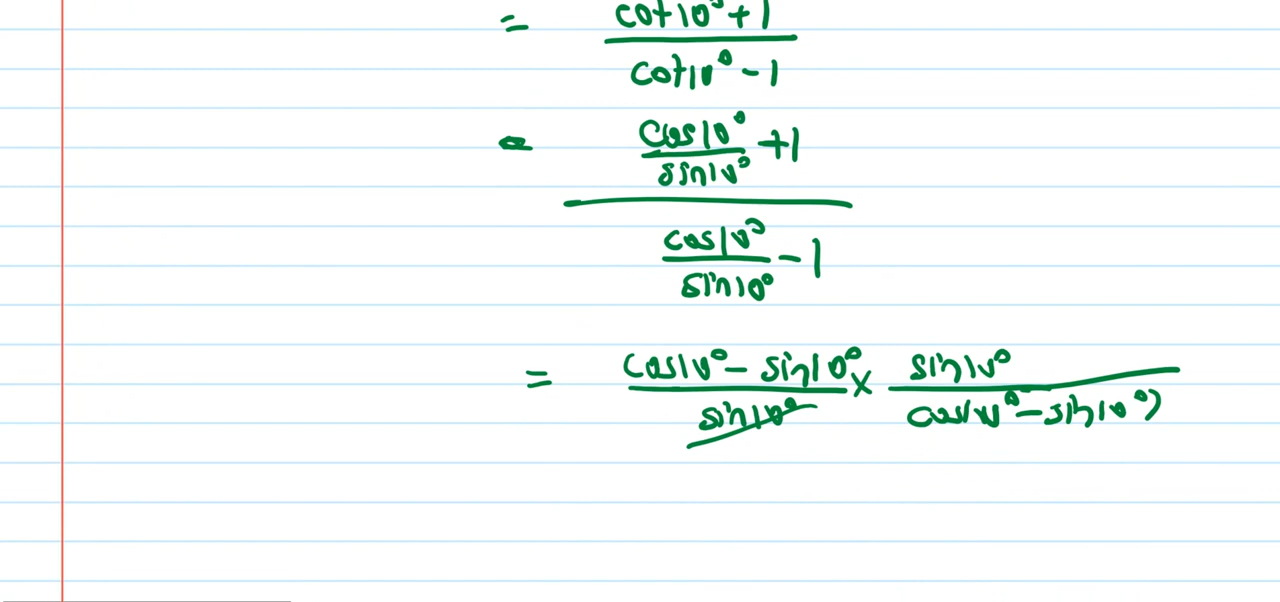 = cot10° + 1
cot10° - 1
= cos10° + 1
sin10°
cos10° - 1
sin10°
= cos10° - sin10° × sin10°
sin10° cos10° - sin10°)